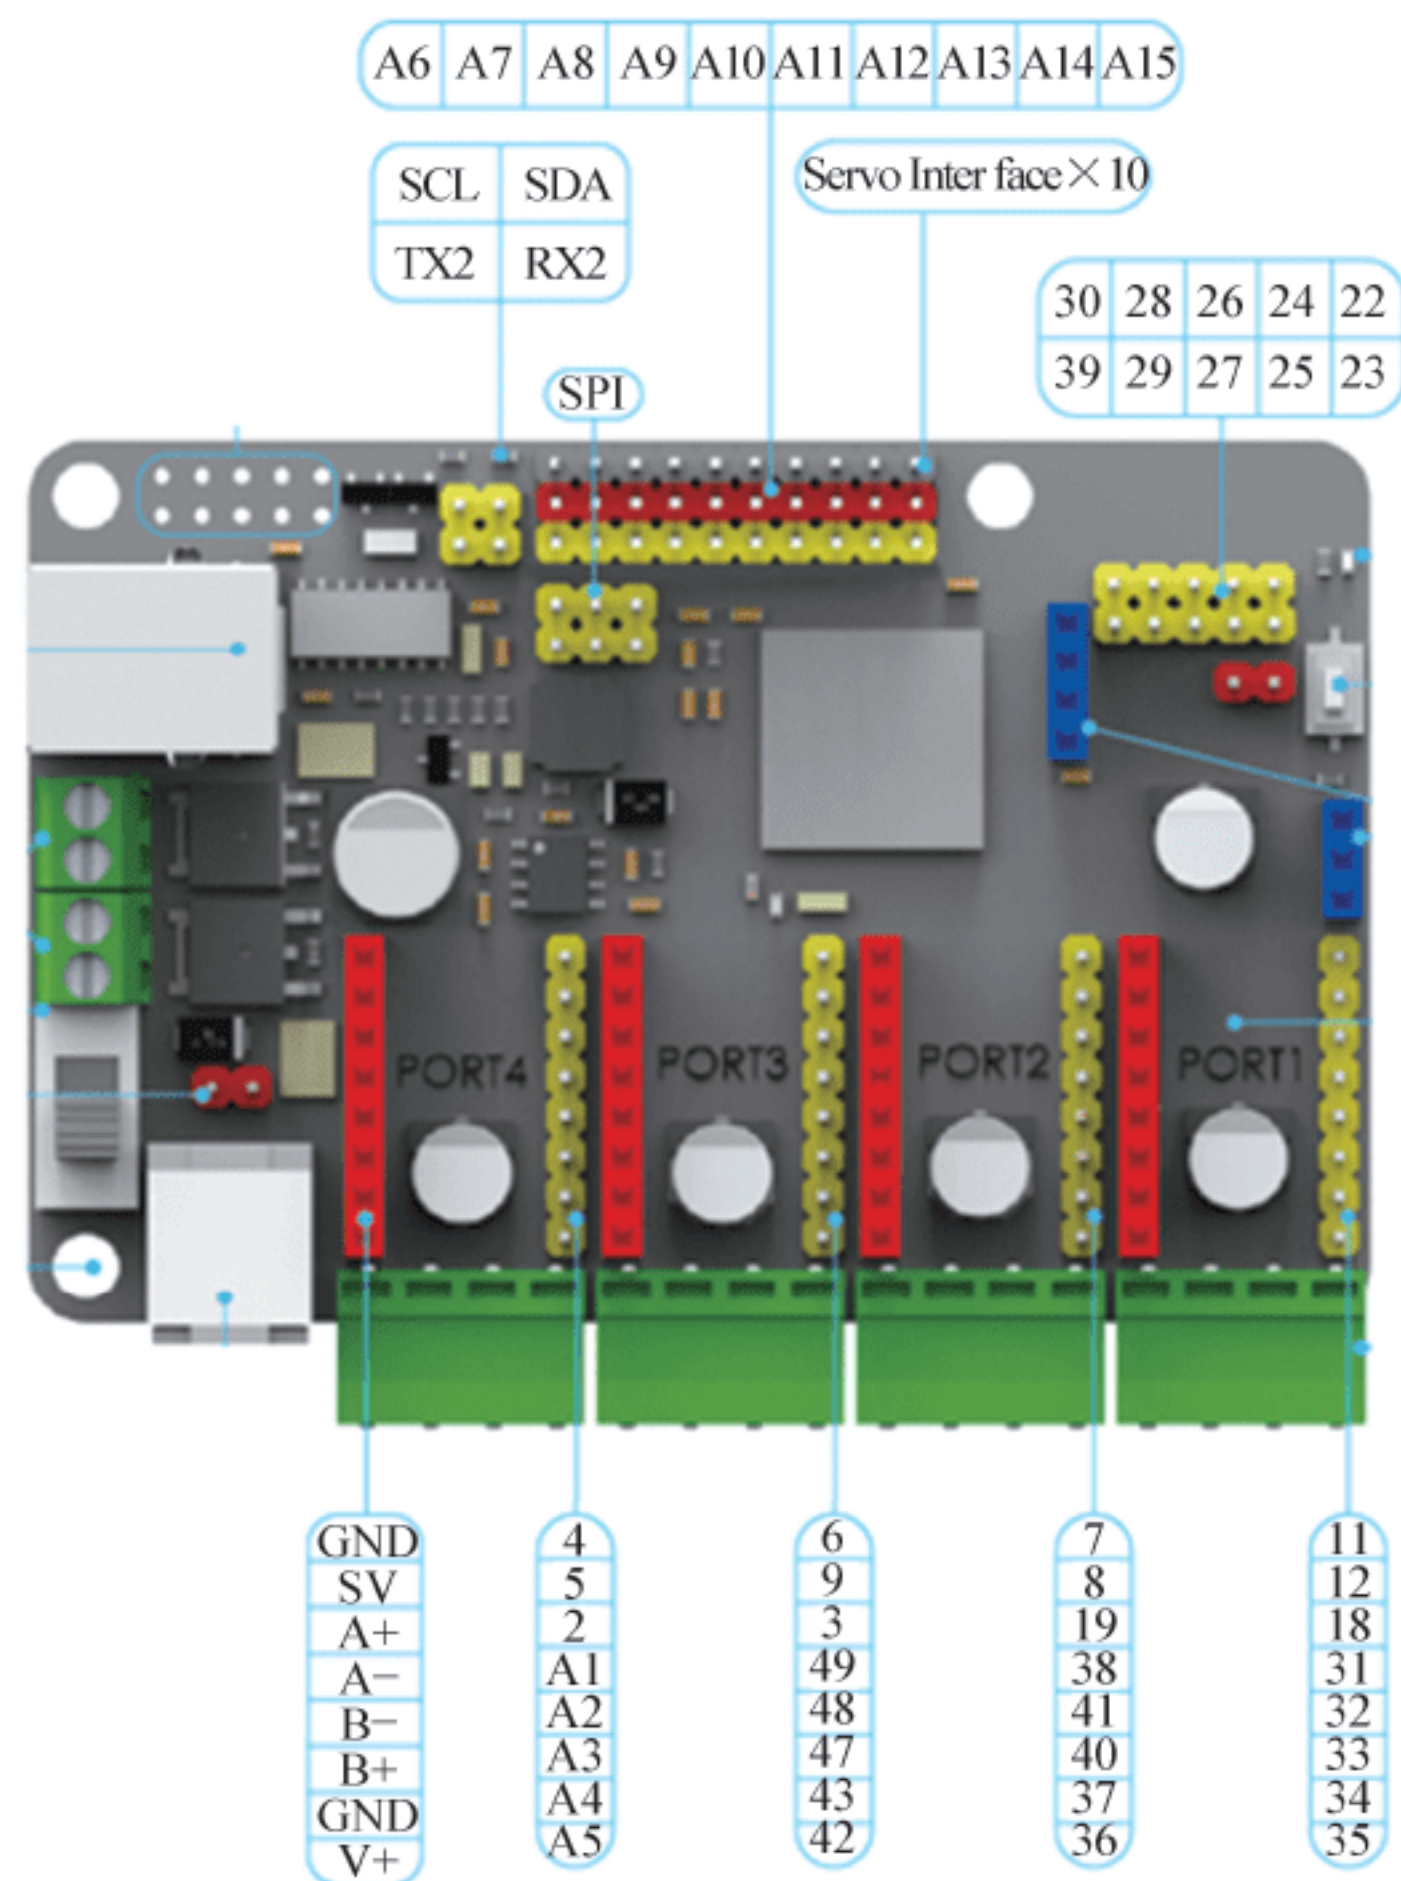 A6 A7 A8 A9 A10 A11 A12 A13 A14 A15
SCL SDA
TX2 RX2
Servo Inter face×10
30 28 26 24 22
39 29 27 25 23
SPI
PORT4 PORT3 PORT2 PORT1
GND
SV
A+
A−
B−
B+
GND
V+
4
5
2
A1
A2
A3
A4
A5
6
9
3
49
48
47
43
42
7
8
19
38
41
40
37
36
11
12
18
31
32
33
34
35